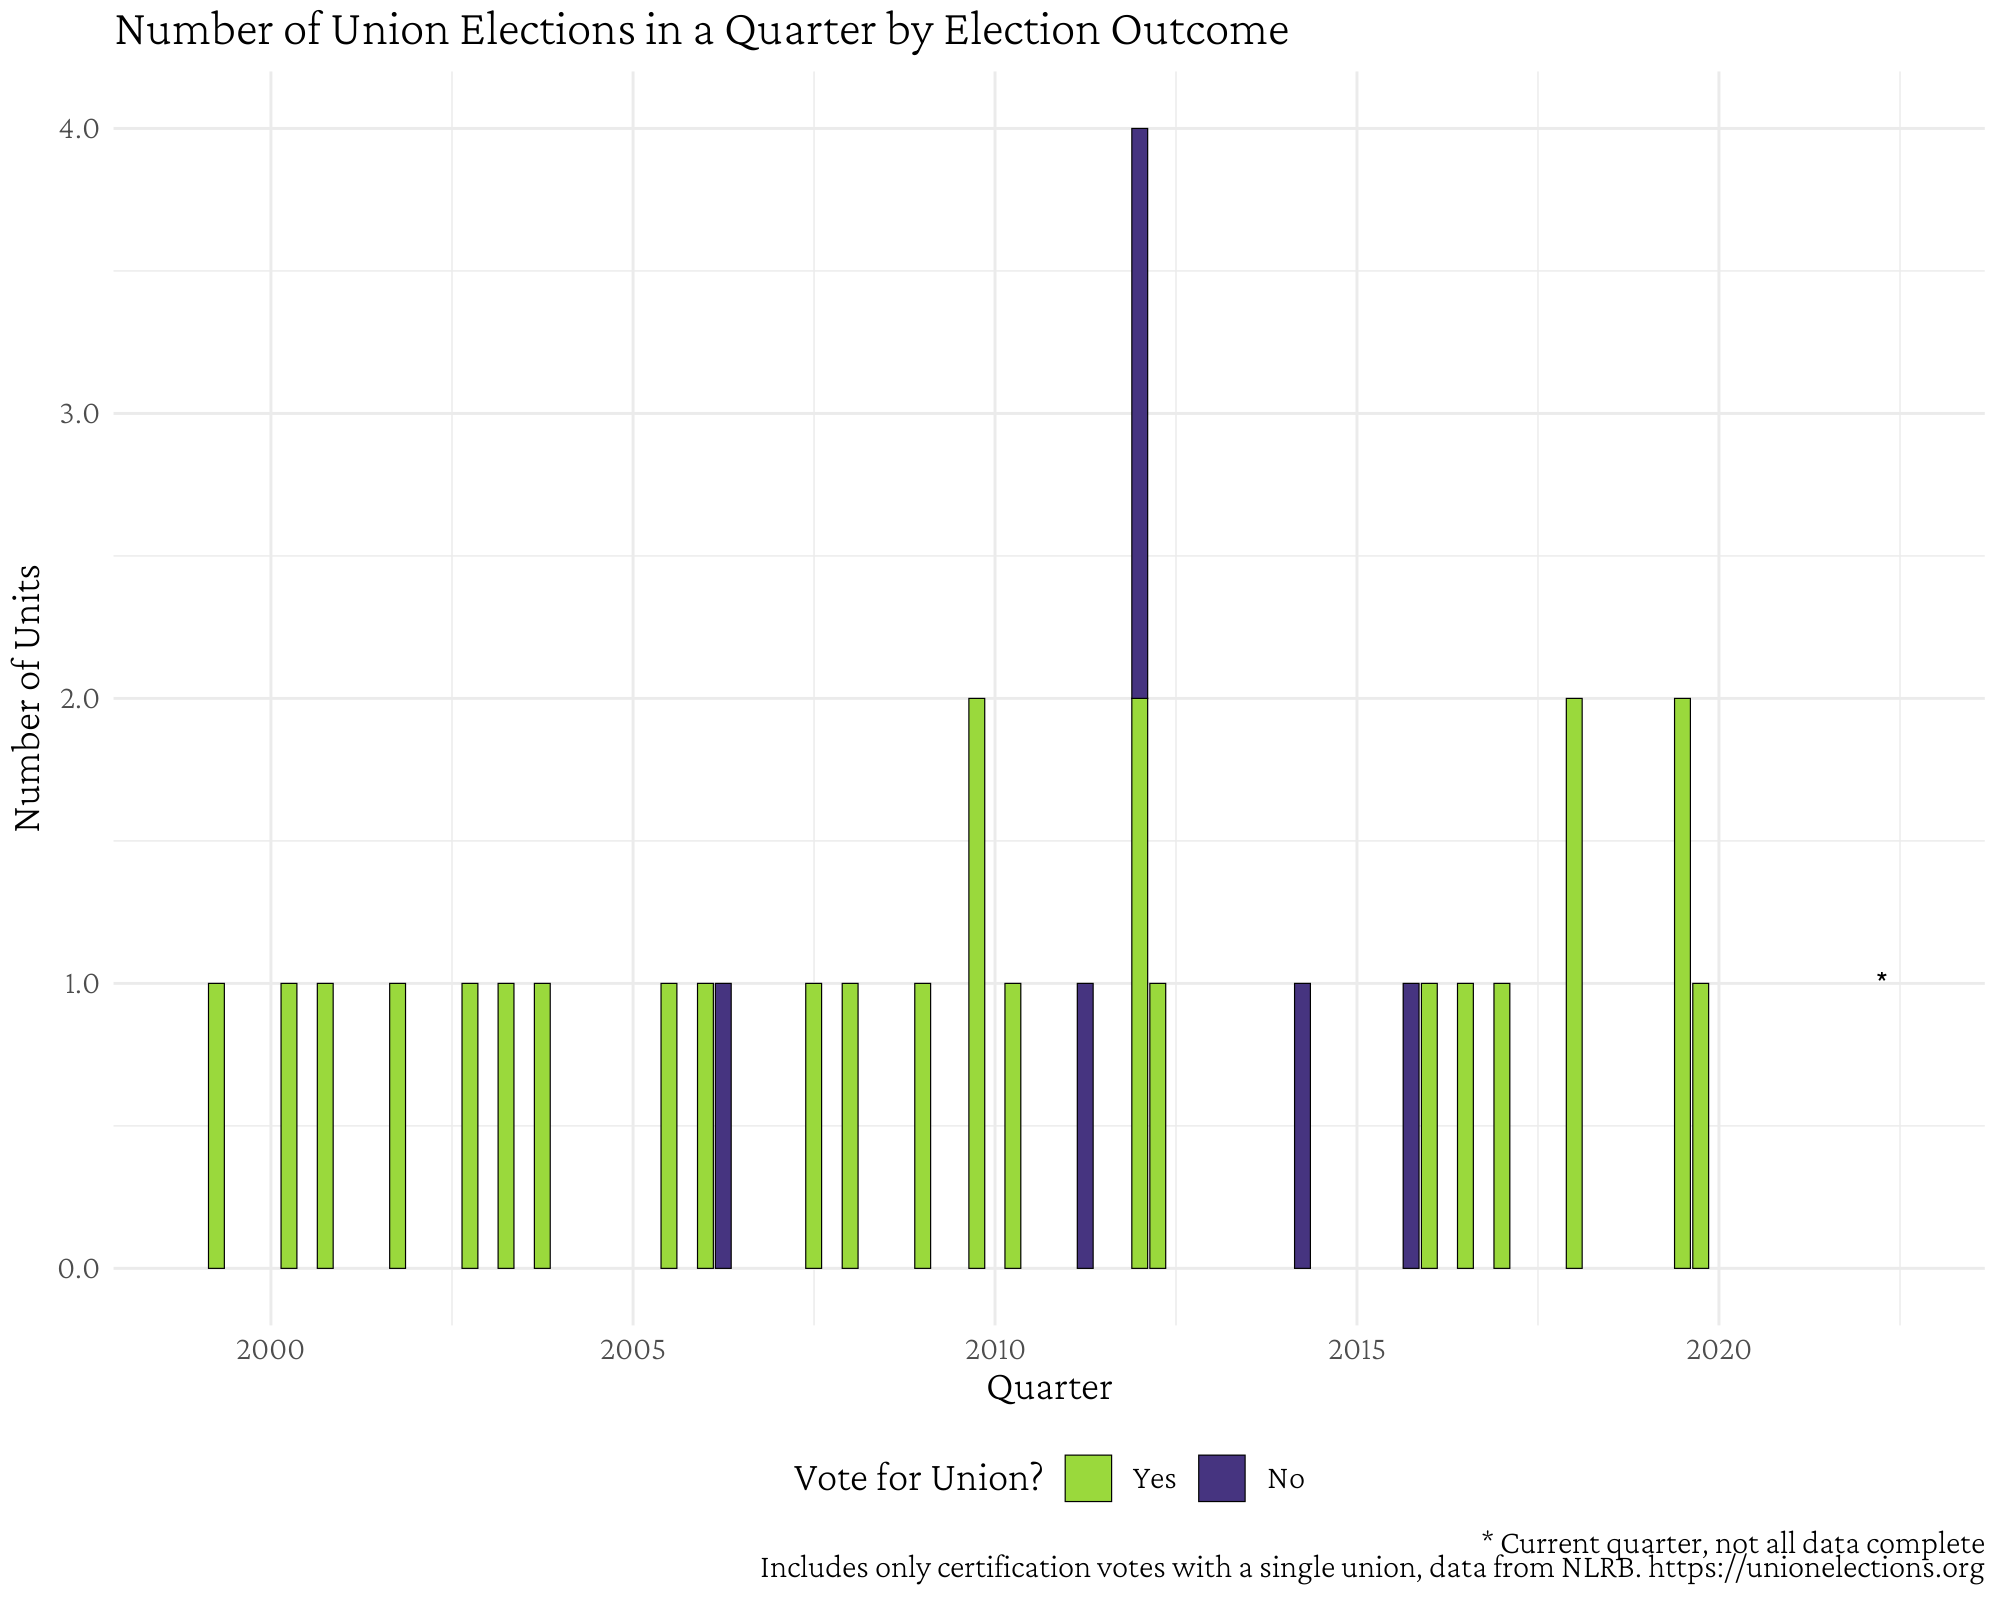 Number of Union Elections in a Quarter by Election Outcome
4.0
3.0
2.0
1.0
0.0
Number of Units
*
2000 2005 2010 2015 2020
Quarter
Vote for Union? Yes No
* Current quarter, not all data complete
Includes only certification votes with a single union, data from NLRB. https://unionelections.org